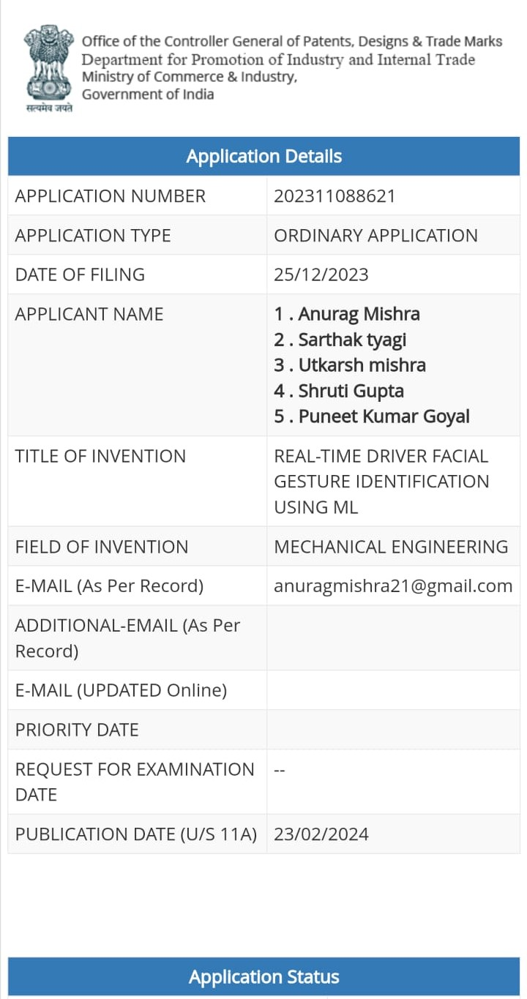 Office of the Controller General of Patents, Designs & Trade Marks
Department for Promotion of Industry and Internal Trade
Ministry of Commerce & Industry,
Government of India
सत्यमेव जयते
Application Details
APPLICATION NUMBER 202311088621
APPLICATION TYPE ORDINARY APPLICATION
DATE OF FILING 25/12/2023
APPLICANT NAME 1 . Anurag Mishra
2 . Sarthak tyagi
3 . Utkarsh mishra
4 . Shruti Gupta
5 . Puneet Kumar Goyal
TITLE OF INVENTION REAL-TIME DRIVER FACIAL
GESTURE IDENTIFICATION
USING ML
FIELD OF INVENTION MECHANICAL ENGINEERING
E-MAIL (As Per Record) anuragmishra21@gmail.com
ADDITIONAL-EMAIL (As Per
Record)
E-MAIL (UPDATED Online)
PRIORITY DATE
REQUEST FOR EXAMINATION --
DATE
PUBLICATION DATE (U/S 11A) 23/02/2024
Application Status